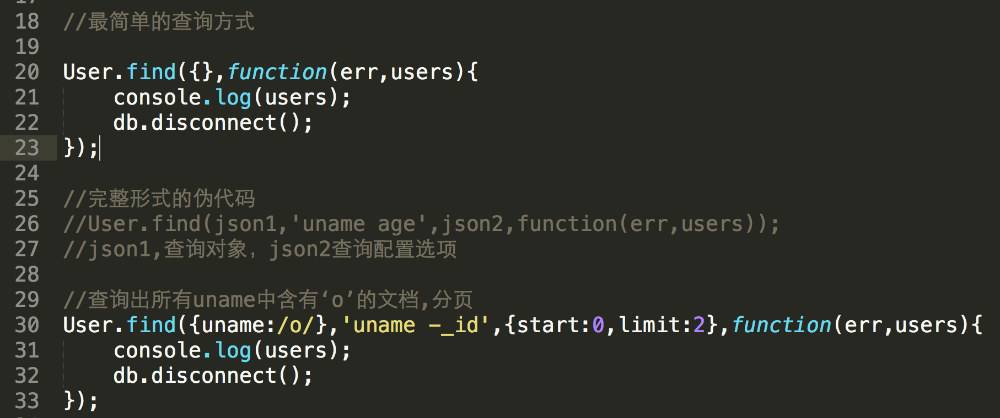 18 //最简单的查询方式
19
20 User.find({},function(err,users){
21     console.log(users);
22     db.disconnect();
23 });
24
25 //完整形式的伪代码
26 //User.find(json1,'uname age',json2,function(err,users));
27 //json1,查询对象，json2查询配置选项
28
29 //查询出所有uname中含有‘o’的文档,分页
30 User.find({uname:/o/},'uname -_id',{start:0,limit:2},function(err,users){
31     console.log(users);
32     db.disconnect();
33 });